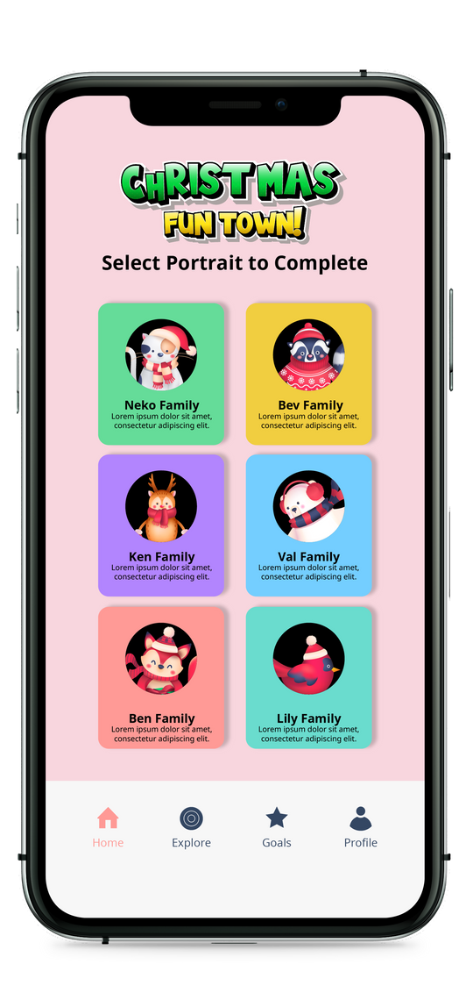 CHRISTMAS
FUN TOWN!
Select Portrait to Complete
Neko Family
Lorem ipsum dolor sit amet,
consectetur adipiscing elit.
Bev Family
Lorem ipsum dolor sit amet,
consectetur adipiscing elit.
Ken Family
Lorem ipsum dolor sit amet,
consectetur adipiscing elit.
Val Family
Lorem ipsum dolor sit amet,
consectetur adipiscing elit.
Ben Family
Lorem ipsum dolor sit amet,
consectetur adipiscing elit.
Lily Family
Lorem ipsum dolor sit amet,
consectetur adipiscing elit.
Home
Explore
Goals
Profile